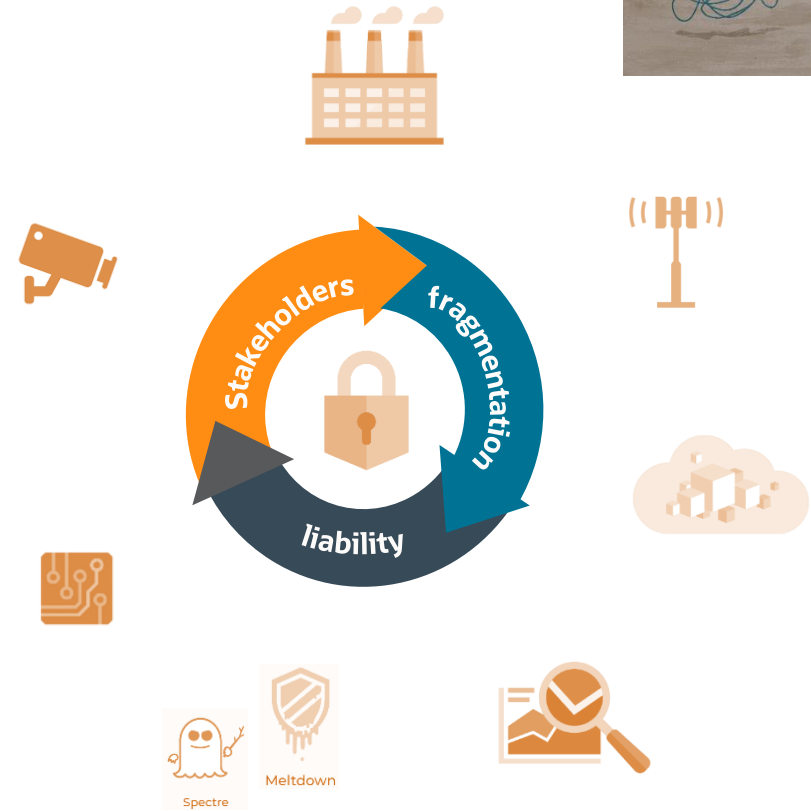 Stakeholders
fragmentation
liability
Meltdown
Spectre